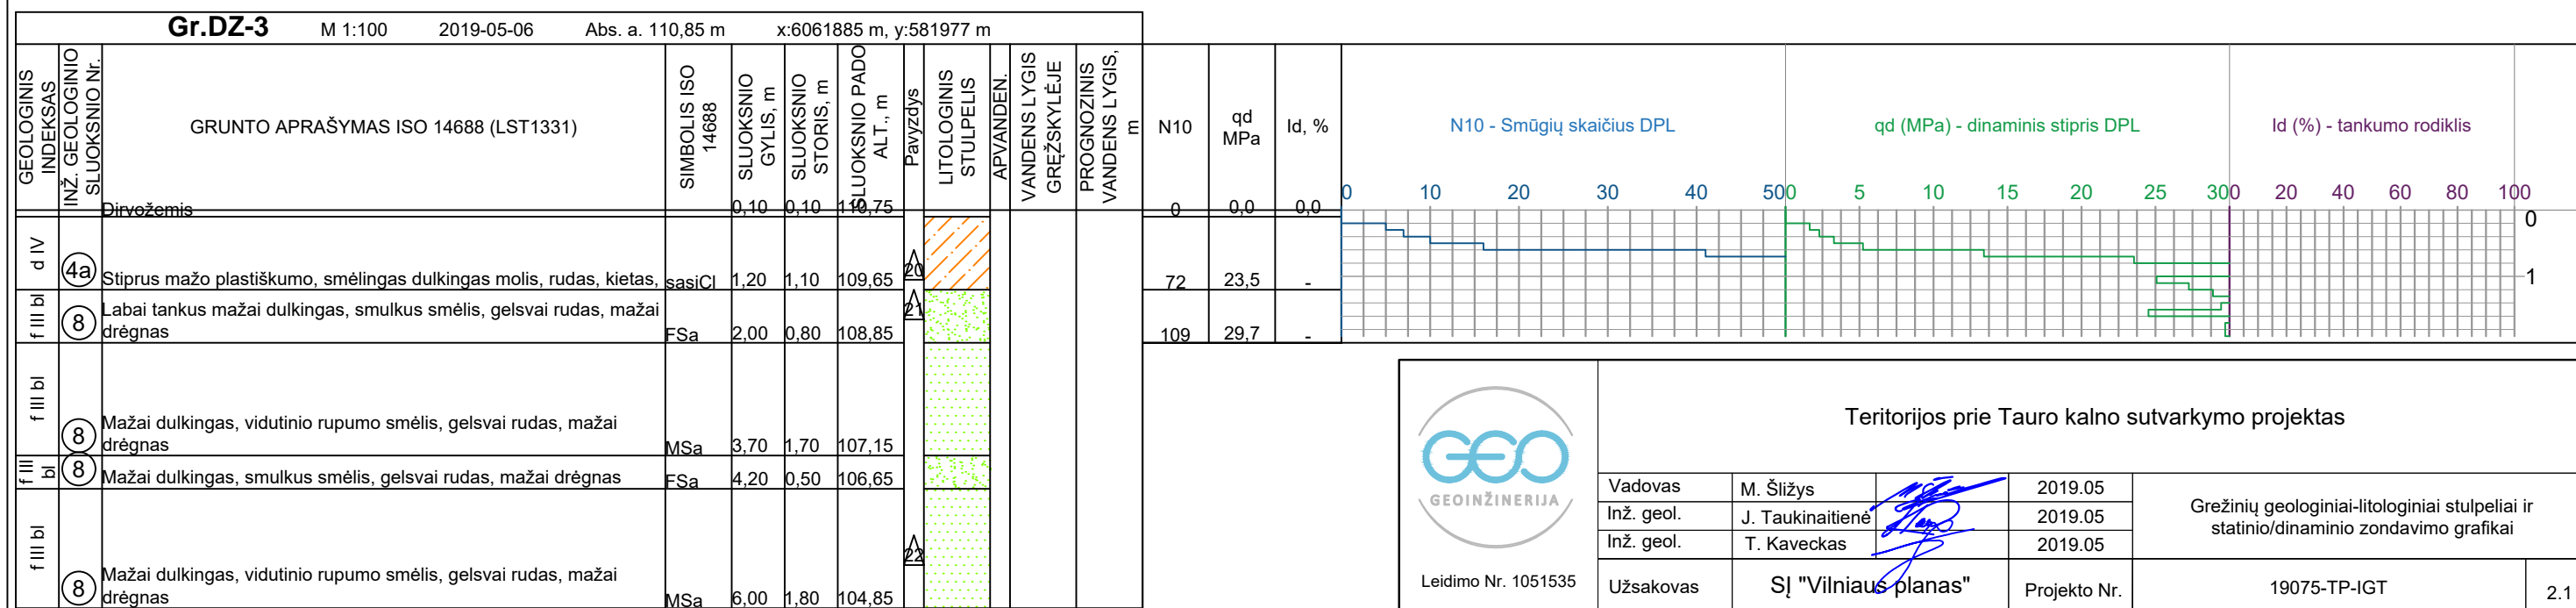 Gr.DZ-3 M 1:100 2019-05-06 Abs. a. 110,85 m x:6061885 m, y:581977 m
GEOLOGINIS INDEKSAS
INŽ. GEOLOGINIO SLUOKSNIO Nr.
GRUNTO APRAŠYMAS ISO 14688 (LST1331)
SIMBOLIS ISO 14688
SLUOKSNIO GYLIS, m
SLUOKSNIO STORIS, m
SLUOKSNIO PADO ALT., m
Pavyzdys
LITOLOGINIS STULPELIS
APVANDEN.
VANDENS LYGIS GRĘŽSKYLĖJE
PROGNOZINIS VANDENS LYGIS, m
N10
qd MPa
Id, %
N10 - Smūgių skaičius DPL
qd (MPa) - dinaminis stipris DPL
Id (%) - tankumo rodiklis
0 10 20 30 40 50
0 5 10 15 20 25 30
0 20 40 60 80 100
Dirvožemis 0,10 0,10 110,75 0 0,0 0,0
0
d IV 4a Stiprus mažo plastiškumo, smėlingas dulkingas molis, rudas, kietas, sasiCl 1,20 1,10 109,65 20 72 23,5 -
1
f III bl 8 Labai tankus mažai dulkingas, smulkus smėlis, gelsvai rudas, mažai
drėgnas FSa 2,00 0,80 108,85 21 109 29,7 -
f III bl 8 Mažai dulkingas, vidutinio rupumo smėlis, gelsvai rudas, mažai
drėgnas MSa 3,70 1,70 107,15
f III bl 8 Mažai dulkingas, smulkus smėlis, gelsvai rudas, mažai drėgnas FSa 4,20 0,50 106,65
f III bl 8 Mažai dulkingas, vidutinio rupumo smėlis, gelsvai rudas, mažai
drėgnas MSa 6,00 1,80 104,85 22
GEO
GEOINŽINERIJA
Leidimo Nr. 1051535
Teritorijos prie Tauro kalno sutvarkymo projektas
Vadovas M. Šližys 2019.05
Inž. geol. J. Taukinaitienė 2019.05
Inž. geol. T. Kaveckas 2019.05
Grežinių geologiniai-litologiniai stulpeliai ir
statinio/dinaminio zondavimo grafikai
Užsakovas SĮ "Vilniaus planas" Projekto Nr. 19075-TP-IGT 2.1